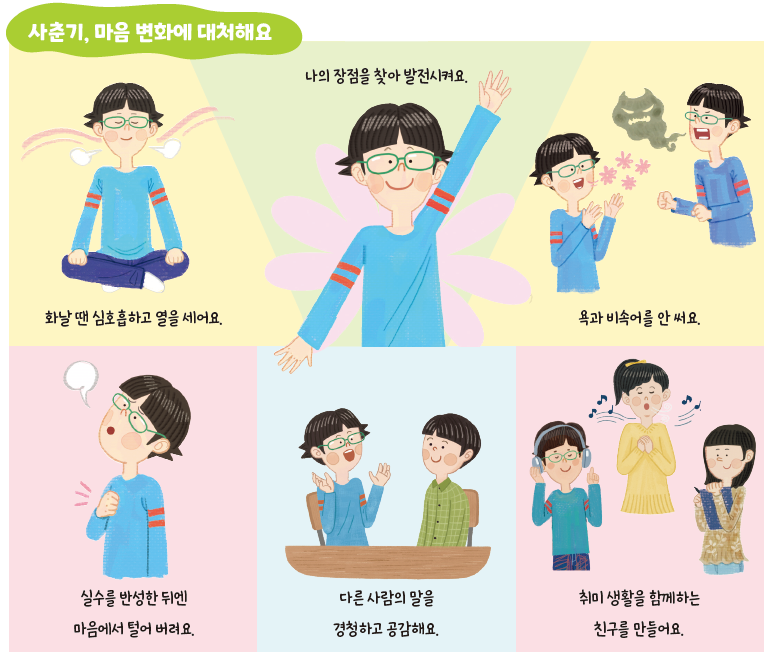 사춘기, 마음 변화에 대처해요
나의 장점을 찾아 발전시켜요.
화날 땐 심호흡하고 열을 세어요.
욕과 비속어를 안 써요.
실수를 반성한 뒤엔
마음에서 털어 버려요.
다른 사람의 말을
경청하고 공감해요.
취미 생활을 함께하는
친구를 만들어요.